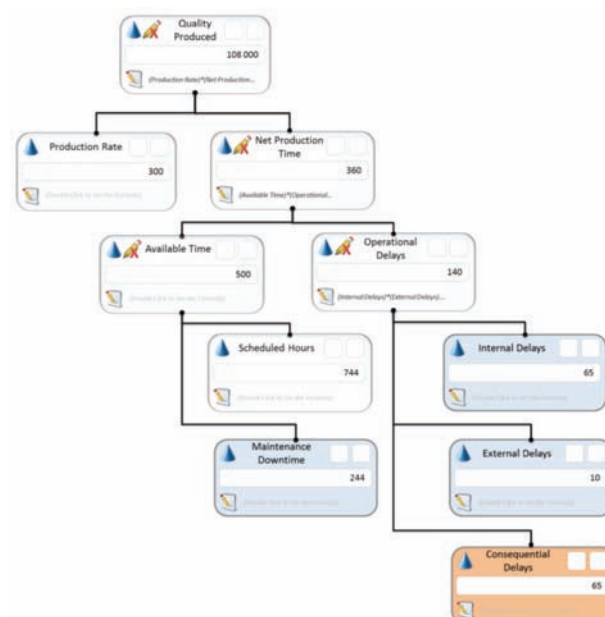 Quality
Produced
108 000
(Production Rate)*(Net Production...
Production Rate
300
Net Production
Time
360
(Available Time)*(Operational...
Available Time
500
Operational
Delays
140
(Internal Delays)*(External Delays)...
Scheduled Hours
744
Internal Delays
65
Maintenance
Downtime
244
External Delays
10
Consequential
Delays
65